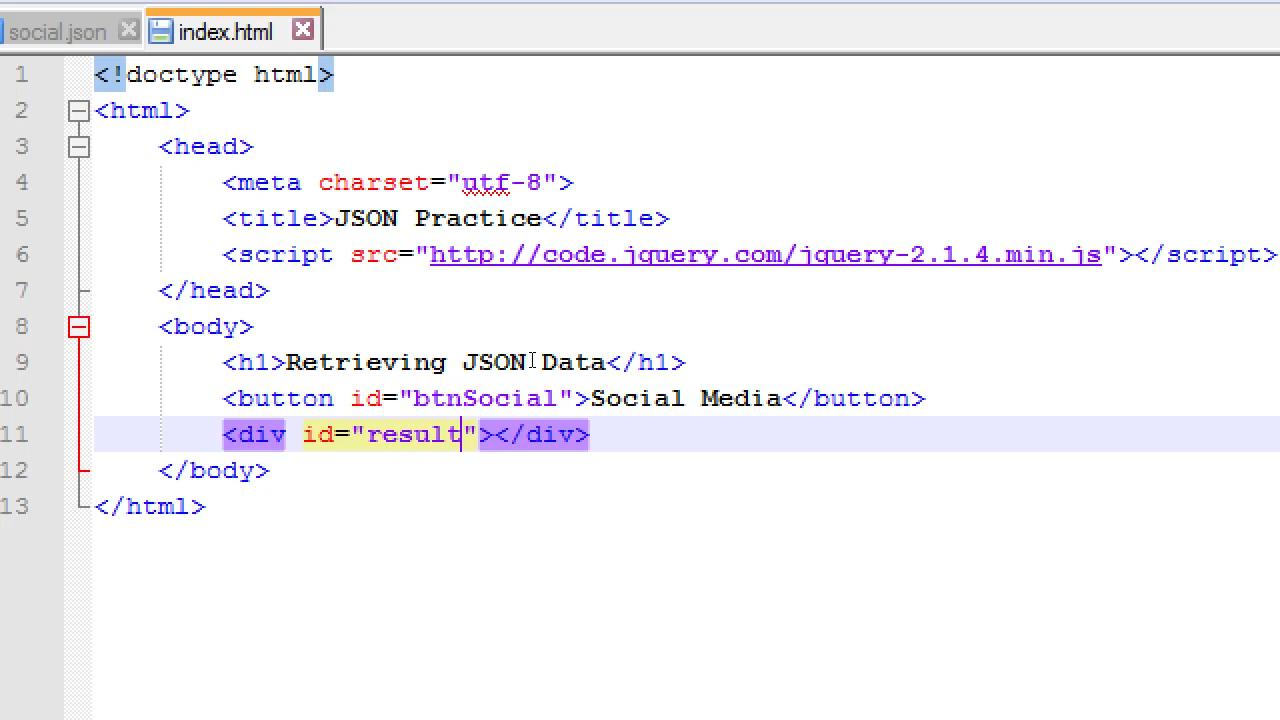 social.json index.html
1 <!doctype html>
2 <html>
3 <head>
4 <meta charset="utf-8">
5 <title>JSON Practice</title>
6 <script src="http://code.jquery.com/jquery-2.1.4.min.js"></script>
7 </head>
8 <body>
9 <h1>Retrieving JSON Data</h1>
10 <button id="btnSocial">Social Media</button>
11 <div id="result"></div>
12 </body>
13 </html>